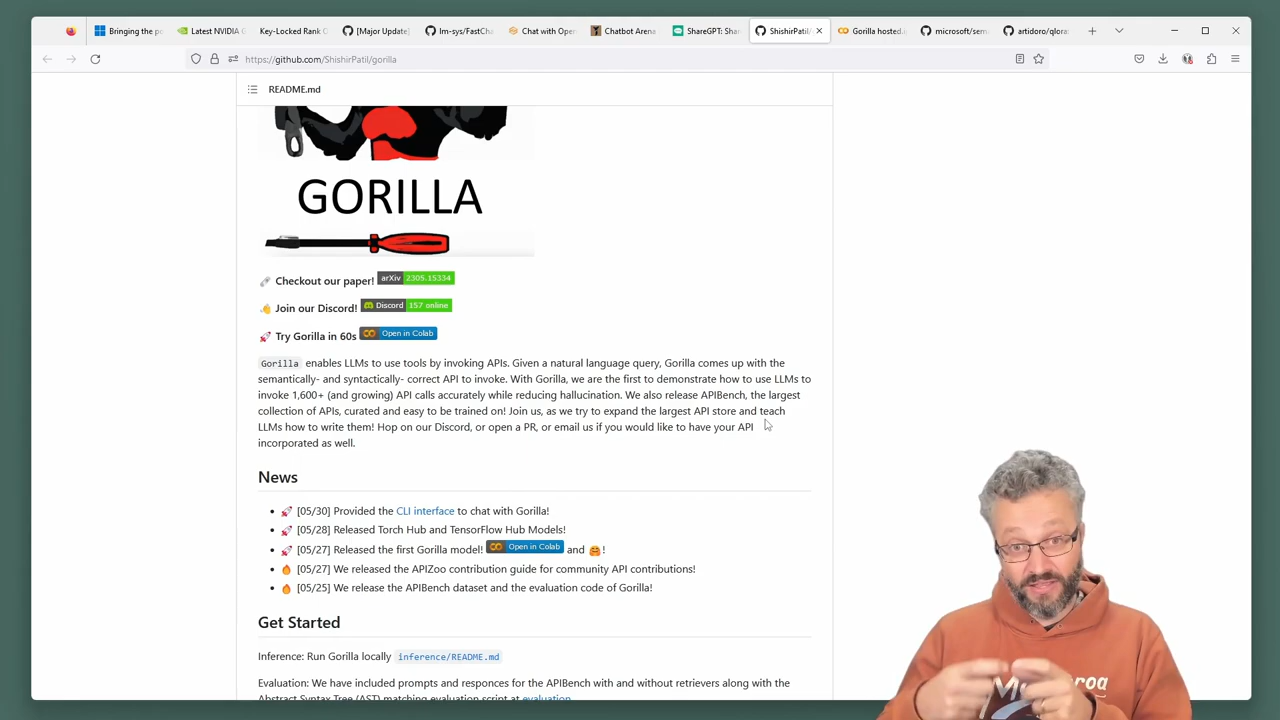 Bringing the p
Latest NVIDIA G
Key-Locked Rank O
[Major Update]
lm-sys/FastCha
Chat with Open
Chatbot Arena
ShareGPT: Shar
ShishirPatil/
Gorilla hosted.i
microsoft/sem
artidoro/qlora
https://github.com/ShishirPatil/gorilla
README.md
GORILLA
Checkout our paper! arXiv 2305.15334
Join our Discord! Discord 157 online
Try Gorilla in 60s Open in Colab
Gorilla enables LLMs to use tools by invoking APIs. Given a natural language query, Gorilla comes up with the
semantically- and syntactically- correct API to invoke. With Gorilla, we are the first to demonstrate how to use LLMs to
invoke 1,600+ (and growing) API calls accurately while reducing hallucination. We also release APIBench, the largest
collection of APIs, curated and easy to be trained on! Join us, as we try to expand the largest API store and teach
LLMs how to write them! Hop on our Discord, or open a PR, or email us if you would like to have your API
incorporated as well.
News
🚀 [05/30] Provided the CLI interface to chat with Gorilla!
🚀 [05/28] Released Torch Hub and TensorFlow Hub Models!
🚀 [05/27] Released the first Gorilla model! Open in Colab and 🤗!
🔥 [05/27] We released the APIZoo contribution guide for community API contributions!
🔥 [05/25] We release the APIBench dataset and the evaluation code of Gorilla!
Get Started
Inference: Run Gorilla locally inference/README.md
Evaluation: We have included prompts and responses for the APIBench with and without retrievers along with the
Abstract Syntax Tree (AST) matching evaluation script at evaluation.